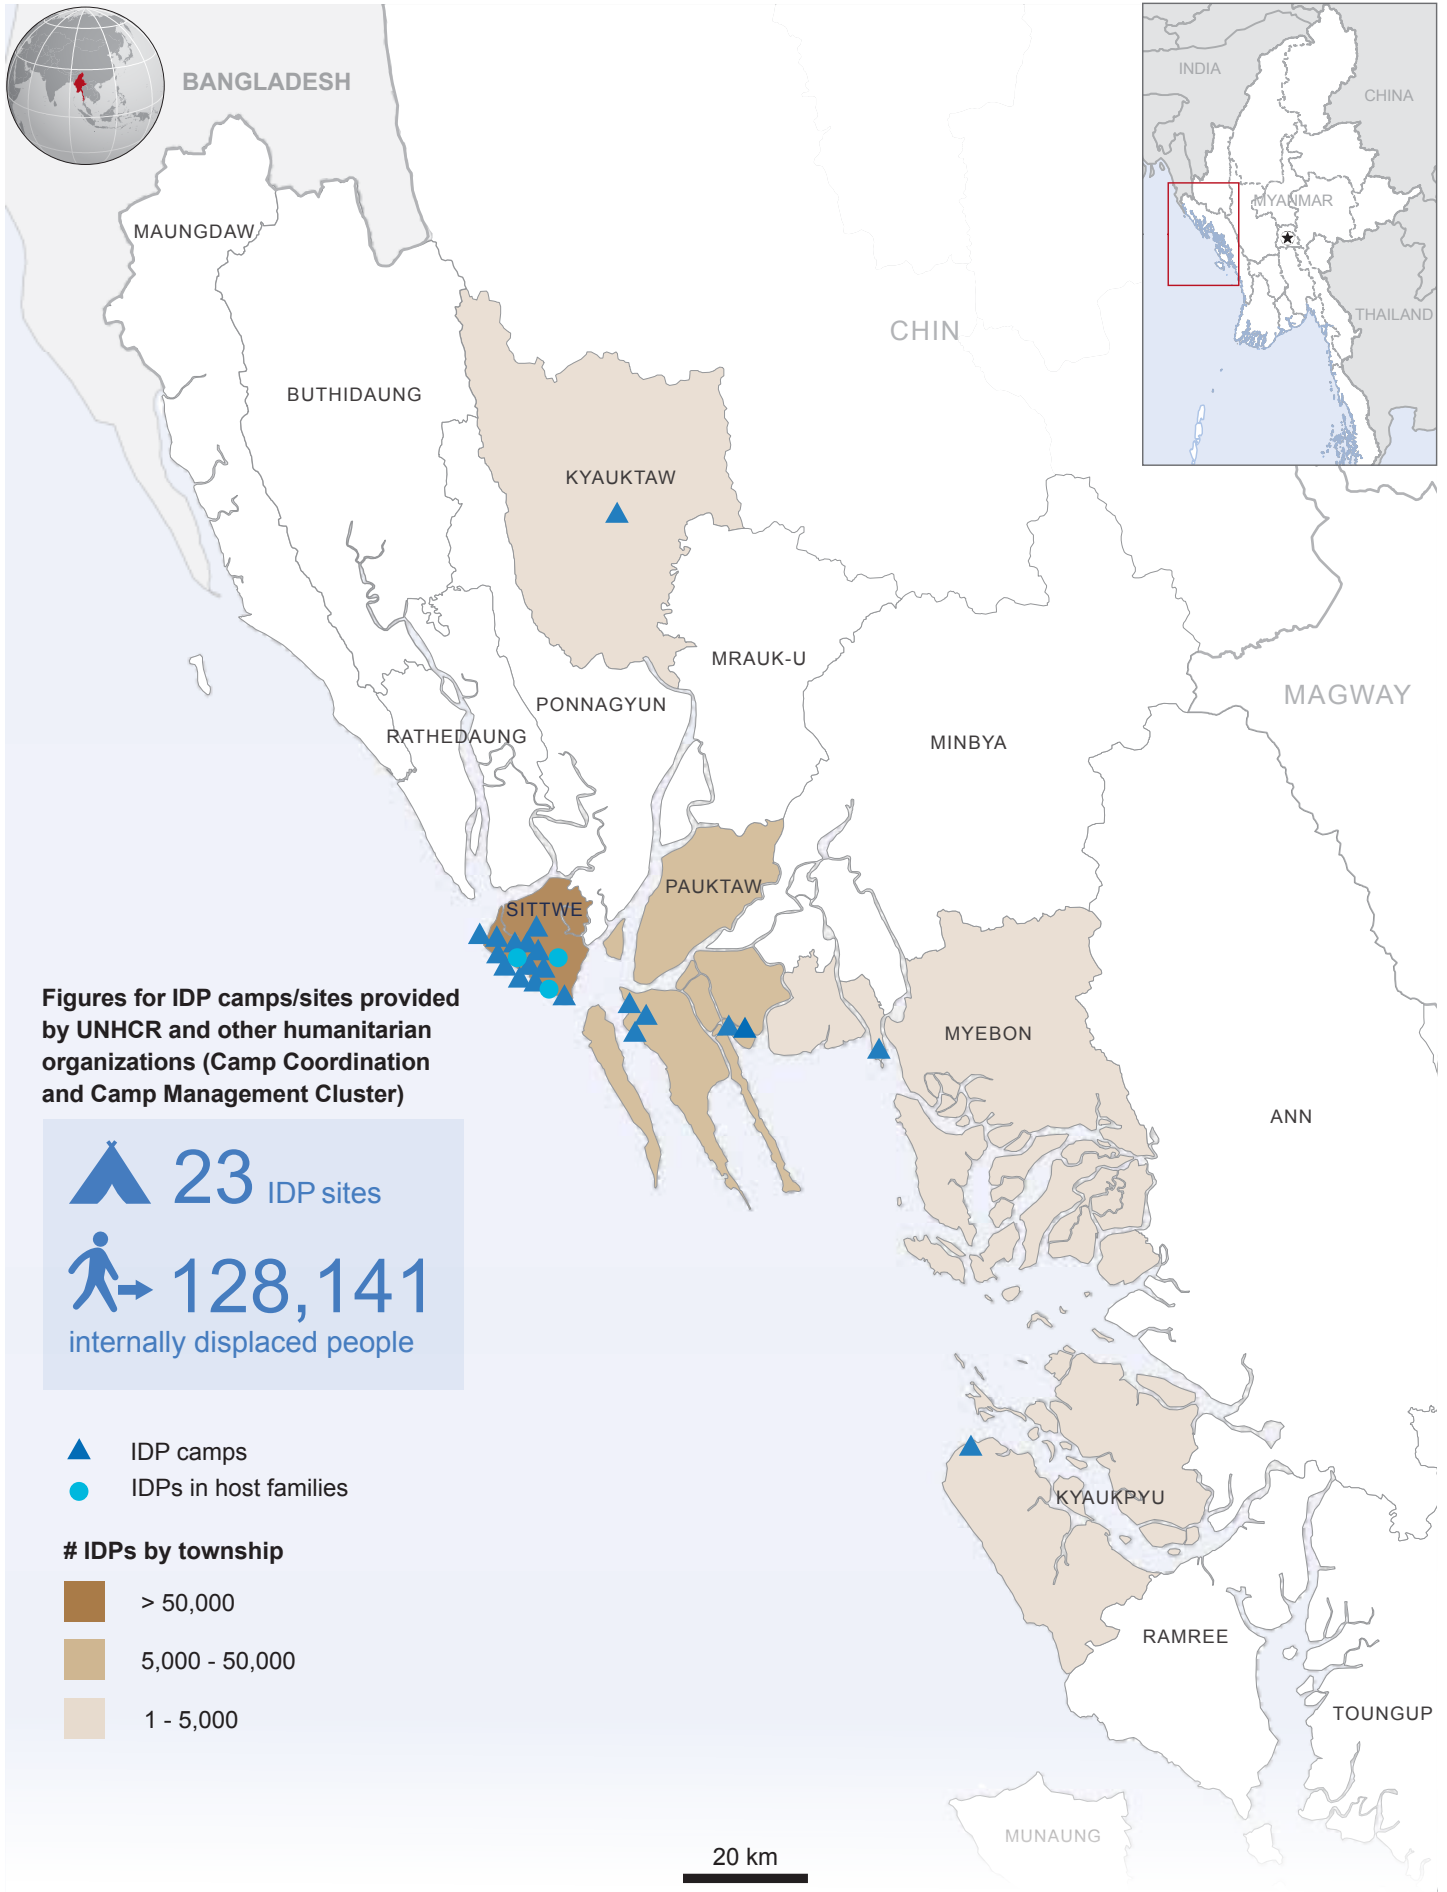 BANGLADESH
INDIA
CHINA
MYANMAR
THAILAND
MAUNGDAW
CHIN
BUTHIDAUNG
KYAUKTAW
MRAUK-U
MAGWAY
PONNAGYUN
RATHEDAUNG
MINBYA
PAUKTAW
SITTWE
Figures for IDP camps/sites provided
by UNHCR and other humanitarian
organizations (Camp Coordination
and Camp Management Cluster)
MYEBON
ANN
23 IDP sites
128,141
internally displaced people
IDP camps
IDPs in host families
KYAUKPYU
# IDPs by township
> 50,000
5,000 - 50,000
1 - 5,000
RAMREE
TOUNGUP
MUNAUNG
20 km